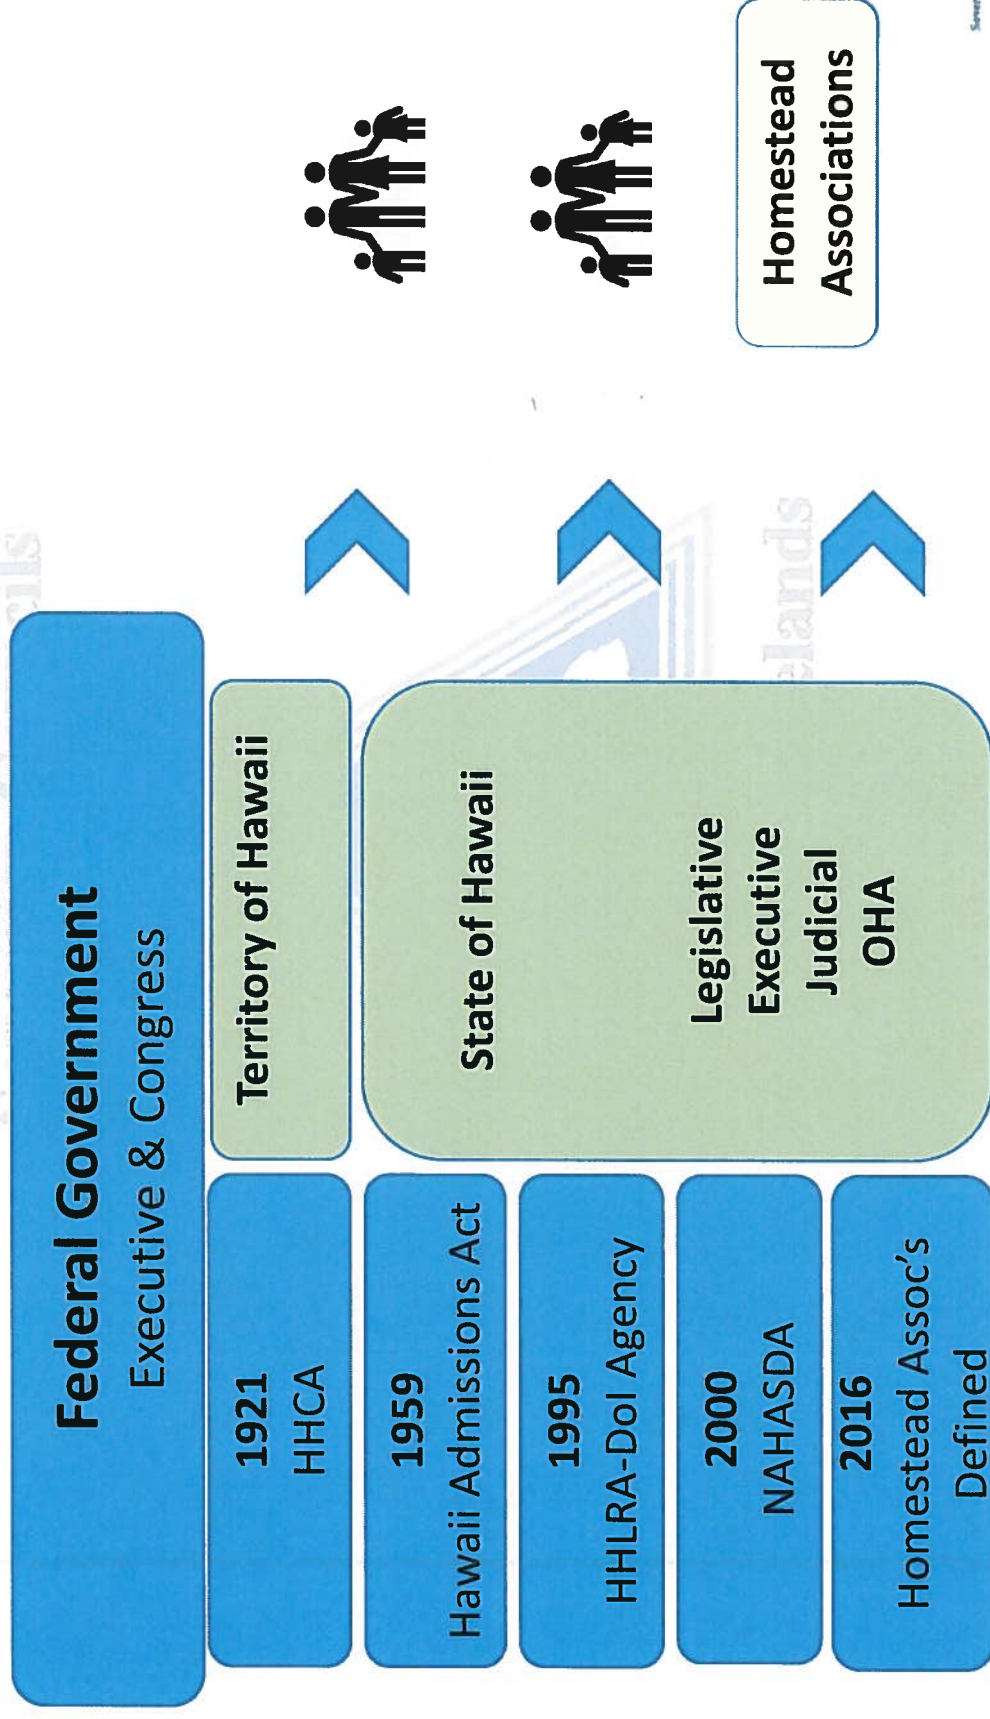 Federal Government
Executive & Congress
1921
HHCA
Territory of Hawaii
1959
Hawaii Admissions Act
State of Hawaii
1995
HHLRA-DoI Agency
2000
NAHASDA
Legislative
Executive
Judicial
OHA
2016
Homestead Assoc's
Defined
Homestead
Associations